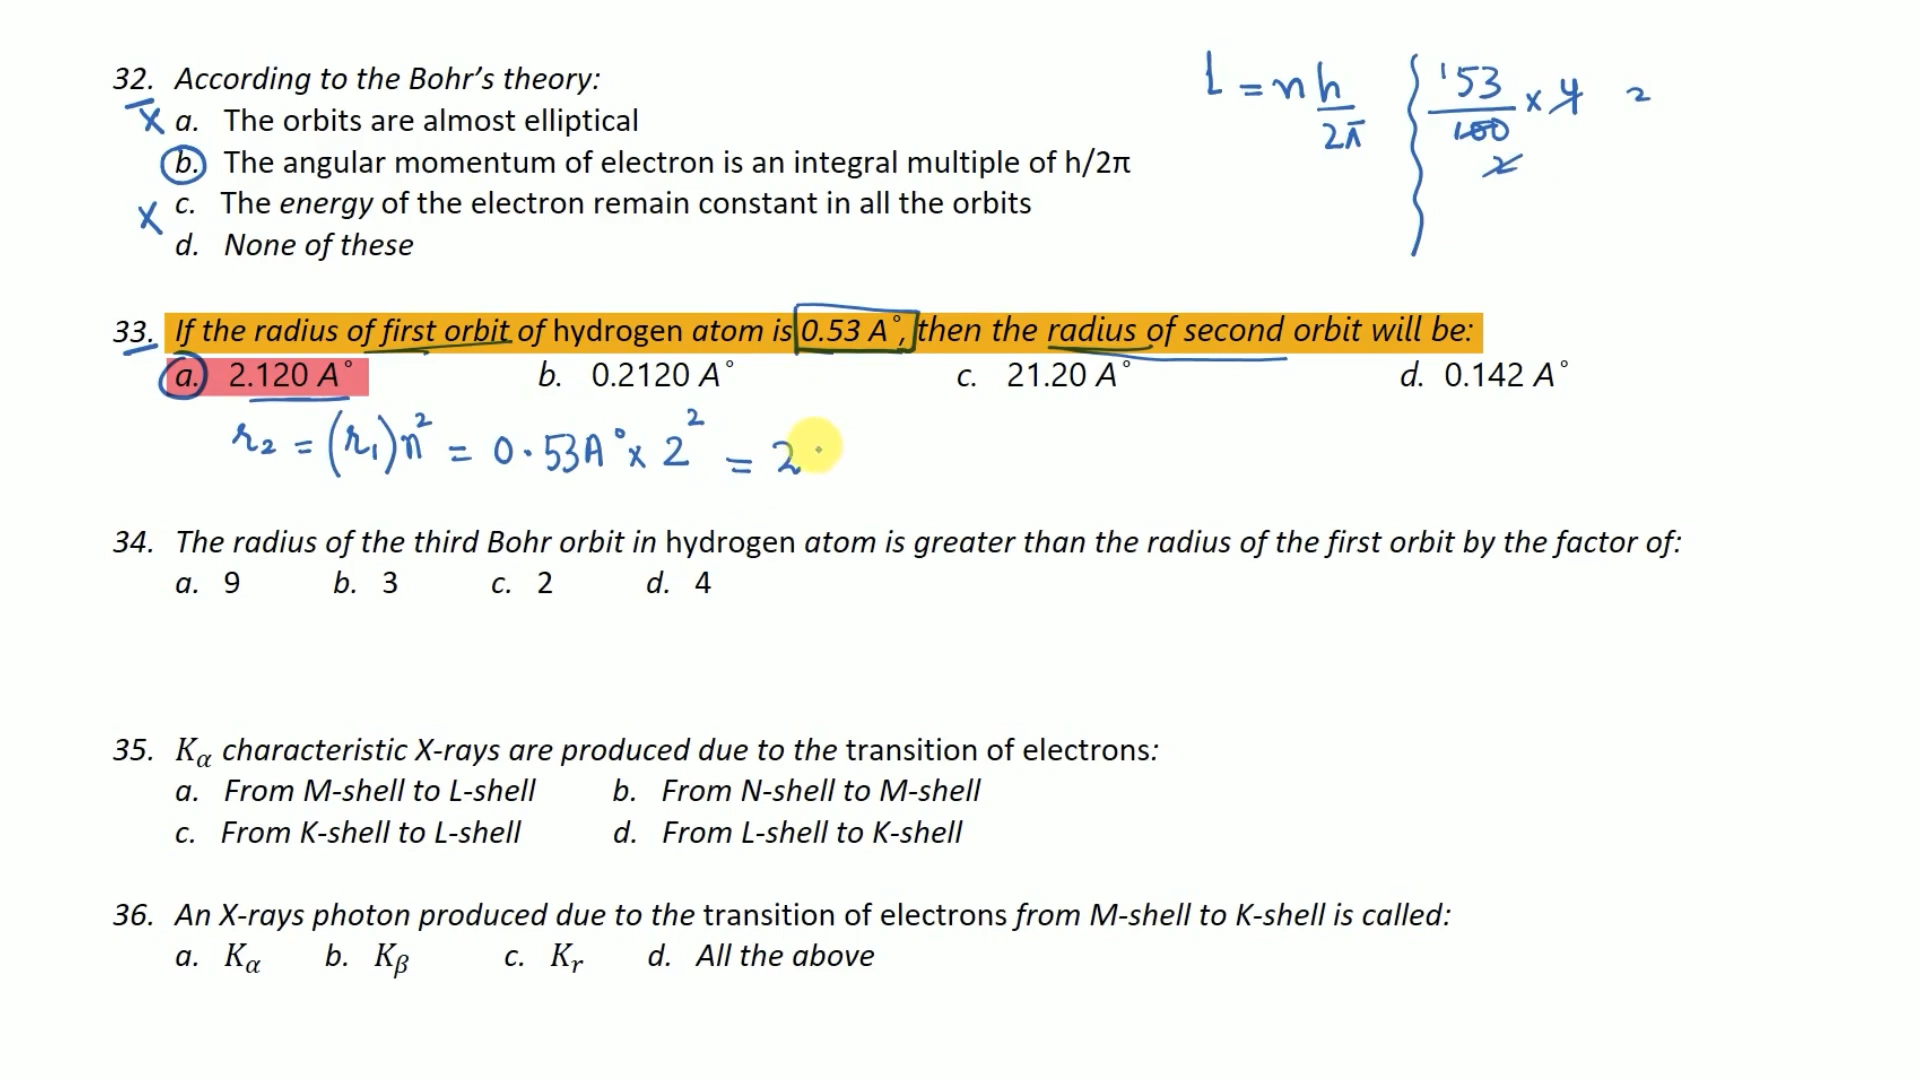 32. According to the Bohr's theory:
x a. The orbits are almost elliptical
b. The angular momentum of electron is an integral multiple of h/2π
x c. The energy of the electron remain constant in all the orbits
d. None of these
L = nh/2π
53/100 x 4
33. If the radius of first orbit of hydrogen atom is 0.53 A°, then the radius of second orbit will be:
a. 2.120 A° b. 0.2120 A° c. 21.20 A° d. 0.142 A°
r₂ = (r₁)n² = 0.53A° x 2² = 2.
34. The radius of the third Bohr orbit in hydrogen atom is greater than the radius of the first orbit by the factor of:
a. 9 b. 3 c. 2 d. 4
35. Kα characteristic X-rays are produced due to the transition of electrons:
a. From M-shell to L-shell b. From N-shell to M-shell
c. From K-shell to L-shell d. From L-shell to K-shell
36. An X-rays photon produced due to the transition of electrons from M-shell to K-shell is called:
a. Kα b. Kβ c. Kr d. All the above